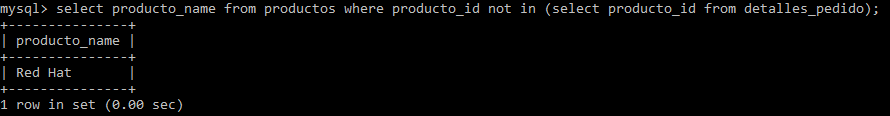 mysql> select producto_name from productos where producto_id not in (select producto_id from detalles_pedido);
+---------------+
| producto_name |
+---------------+
| Red Hat       |
+---------------+
1 row in set (0.00 sec)